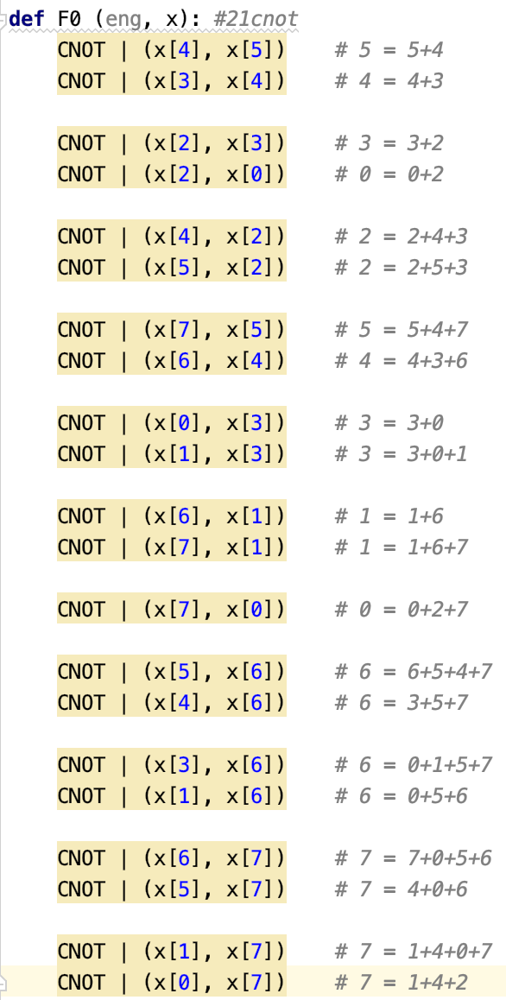 def F0 (eng, x): #21cnot
CNOT | (x[4], x[5]) # 5 = 5+4
CNOT | (x[3], x[4]) # 4 = 4+3
CNOT | (x[2], x[3]) # 3 = 3+2
CNOT | (x[2], x[0]) # 0 = 0+2
CNOT | (x[4], x[2]) # 2 = 2+4+3
CNOT | (x[5], x[2]) # 2 = 2+5+3
CNOT | (x[7], x[5]) # 5 = 5+4+7
CNOT | (x[6], x[4]) # 4 = 4+3+6
CNOT | (x[0], x[3]) # 3 = 3+0
CNOT | (x[1], x[3]) # 3 = 3+0+1
CNOT | (x[6], x[1]) # 1 = 1+6
CNOT | (x[7], x[1]) # 1 = 1+6+7
CNOT | (x[7], x[0]) # 0 = 0+2+7
CNOT | (x[5], x[6]) # 6 = 6+5+4+7
CNOT | (x[4], x[6]) # 6 = 3+5+7
CNOT | (x[3], x[6]) # 6 = 0+1+5+7
CNOT | (x[1], x[6]) # 6 = 0+5+6
CNOT | (x[6], x[7]) # 7 = 7+0+5+6
CNOT | (x[5], x[7]) # 7 = 4+0+6
CNOT | (x[1], x[7]) # 7 = 1+4+0+7
CNOT | (x[0], x[7]) # 7 = 1+4+2